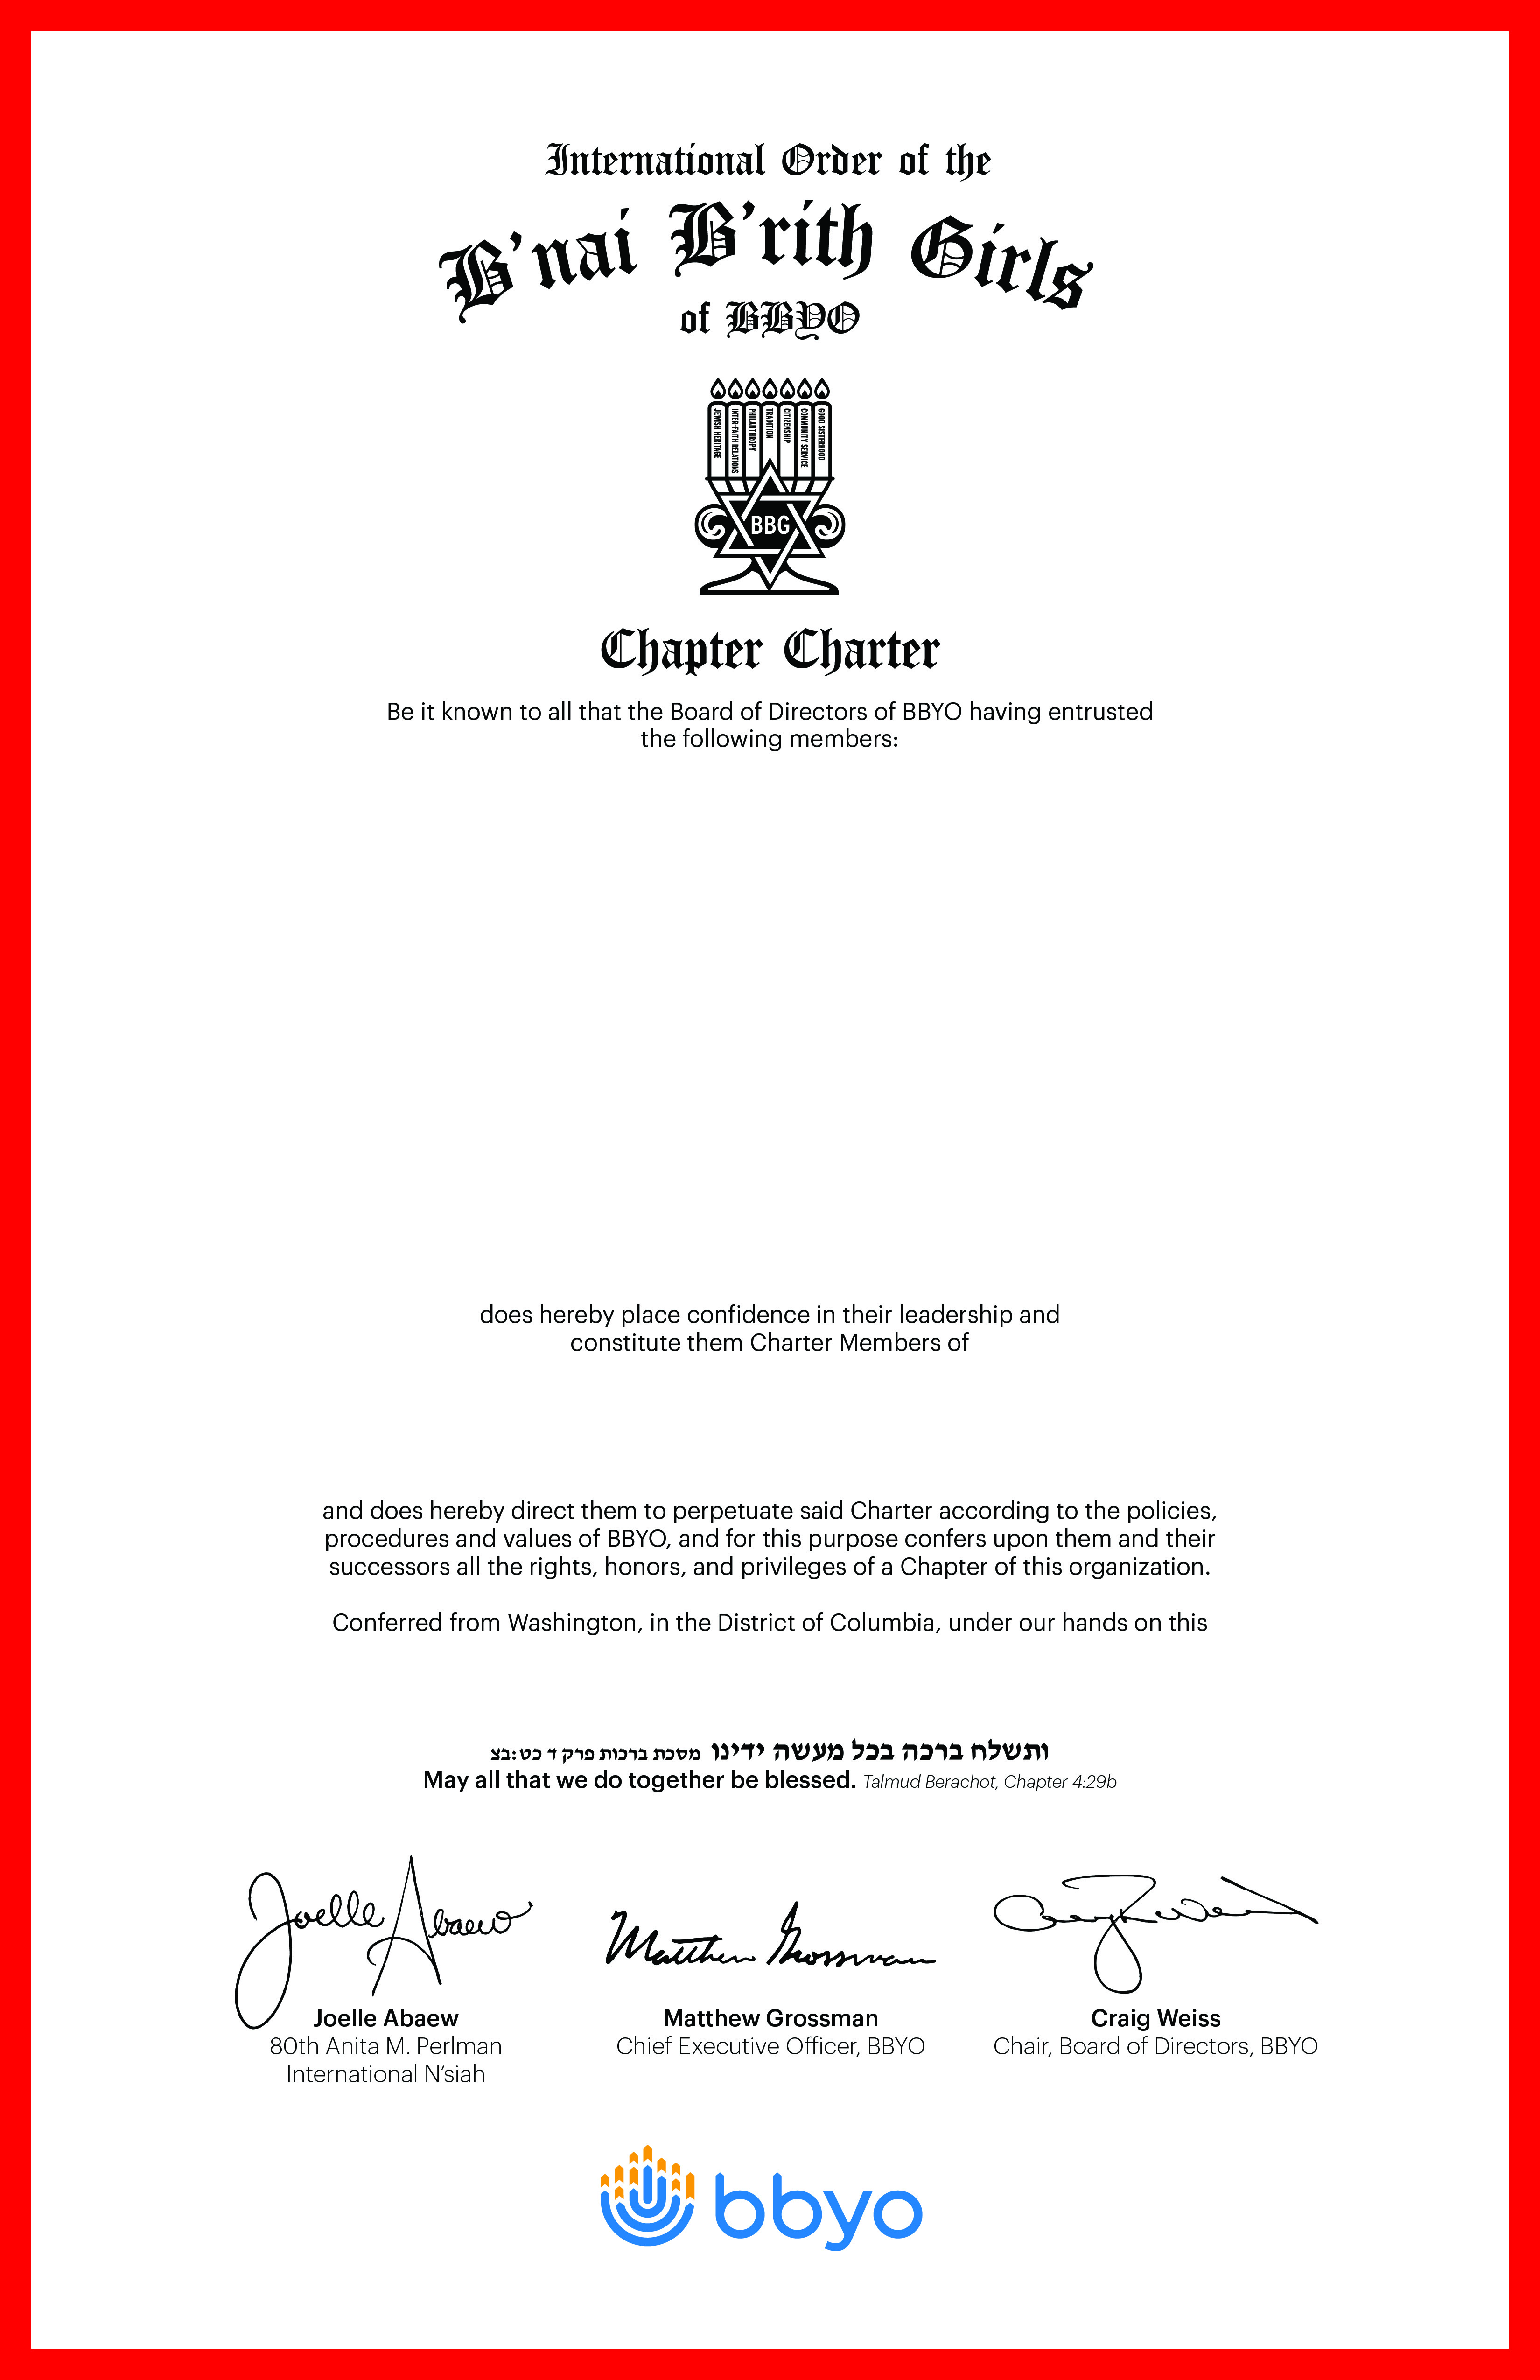 International Order of the
B’nai B’rith Girls
of BBYO
JEWISH HERITAGE
INTER-FAITH RELATIONS
PHILANTHROPY
TRADITION
CITIZENSHIP
COMMUNITY SERVICE
GOOD SISTERHOOD
BBG
Chapter Charter
Be it known to all that the Board of Directors of BBYO having entrusted
the following members:
does hereby place confidence in their leadership and
constitute them Charter Members of
and does hereby direct them to perpetuate said Charter according to the policies,
procedures and values of BBYO, and for this purpose confers upon them and their
successors all the rights, honors, and privileges of a Chapter of this organization.
Conferred from Washington, in the District of Columbia, under our hands on this
ותשלח ברכה בכל מעשה ידינו מסכת ברכות פרק ד כט:בצ
May all that we do together be blessed. Talmud Berachot, Chapter 4:29b
Joelle Abaew
Matthew Grossman
Craig Weiss
Joelle Abaew
80th Anita M. Perlman
International N’siah
Matthew Grossman
Chief Executive Officer, BBYO
Craig Weiss
Chair, Board of Directors, BBYO
bbyo